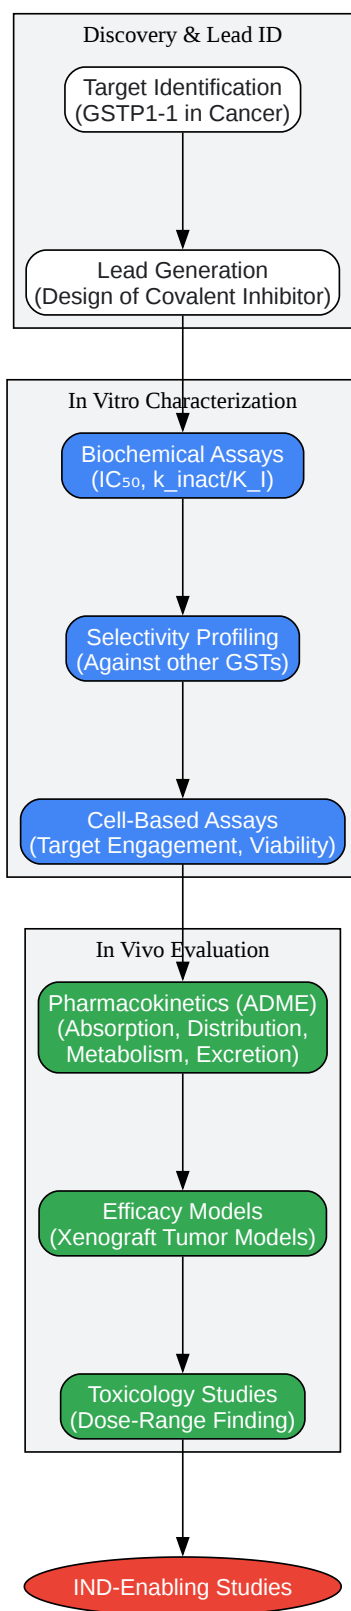 Discovery & Lead ID
Target Identification
(GSTP1-1 in Cancer)
Lead Generation
(Design of Covalent Inhibitor)
In Vitro Characterization
Biochemical Assays
(IC₅₀, k_inact/K_I)
Selectivity Profiling
(Against other GSTs)
Cell-Based Assays
(Target Engagement, Viability)
In Vivo Evaluation
Pharmacokinetics (ADME)
(Absorption, Distribution,
Metabolism, Excretion)
Efficacy Models
(Xenograft Tumor Models)
Toxicology Studies
(Dose-Range Finding)
IND-Enabling Studies